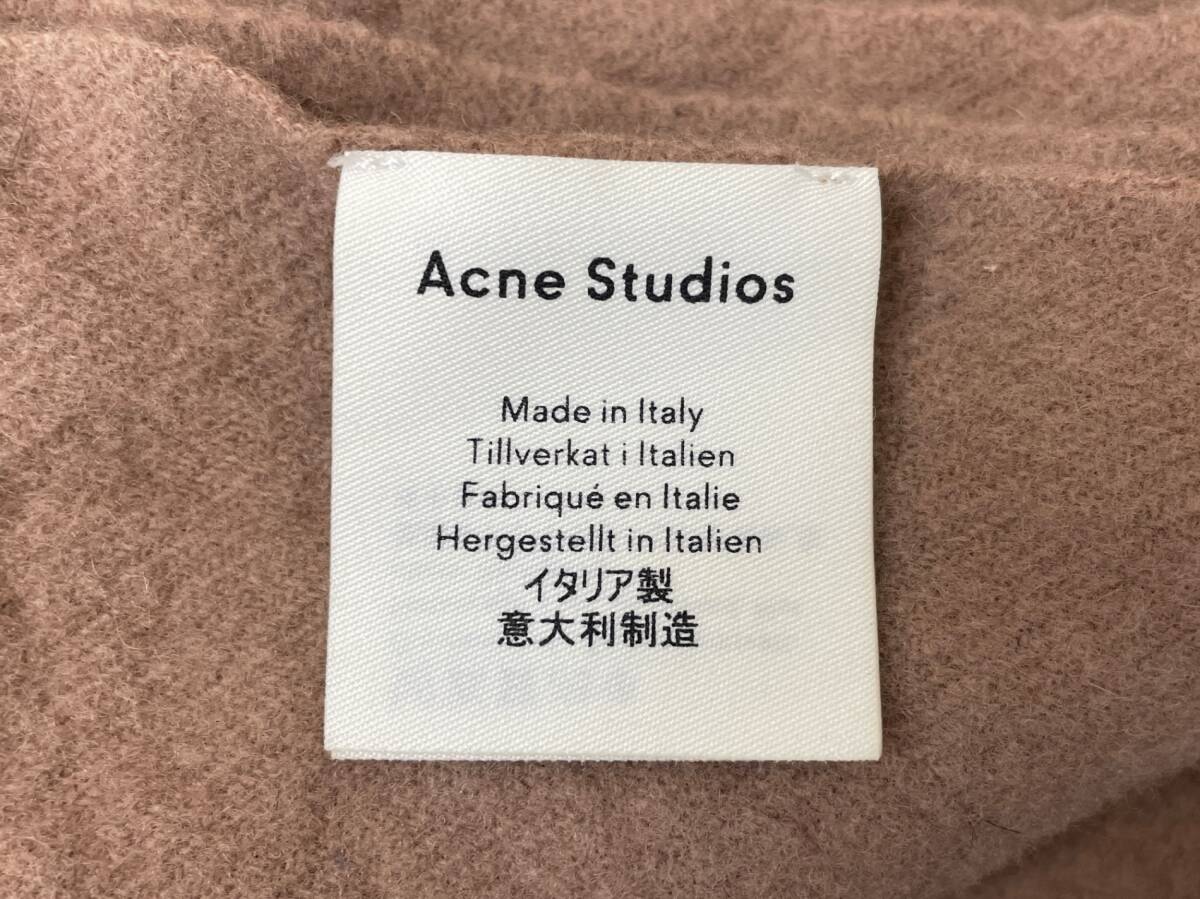 Acne Studios
Made in Italy
Tillverkat i Italien
Fabriqué en Italie
Hergestellt in Italien
イタリア製
意大利制造